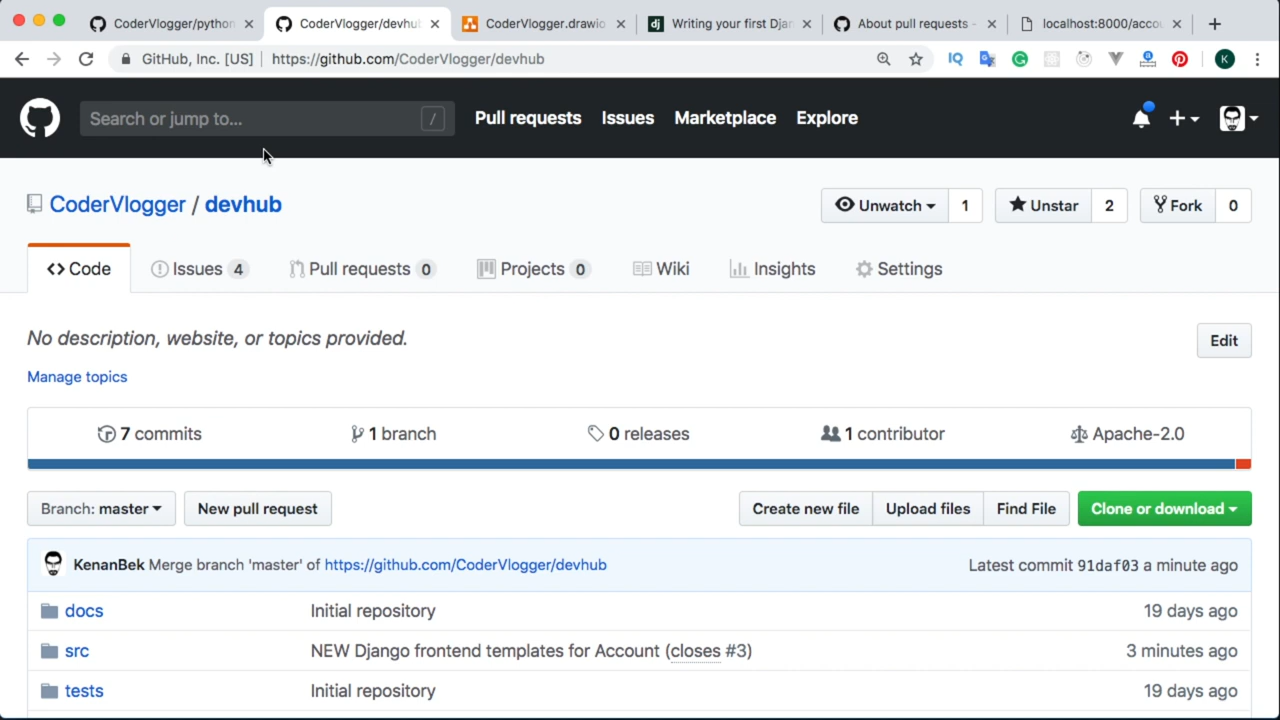 CoderVlogger/python
CoderVlogger/devhu
CoderVlogger.drawio
dj Writing your first Djan
About pull requests -
localhost:8000/accou
GitHub, Inc. [US] https://github.com/CoderVlogger/devhub
IQ
K
Search or jump to... /
Pull requests Issues Marketplace Explore
CoderVlogger / devhub
Unwatch 1 Unstar 2 Fork 0
Code Issues 4 Pull requests 0 Projects 0 Wiki Insights Settings
No description, website, or topics provided.
Edit
Manage topics
7 commits 1 branch 0 releases 1 contributor Apache-2.0
Branch: master New pull request Create new file Upload files Find File Clone or download
KenanBek Merge branch 'master' of https://github.com/CoderVlogger/devhub Latest commit 91daf03 a minute ago
docs Initial repository 19 days ago
src NEW Django frontend templates for Account (closes #3) 3 minutes ago
tests Initial repository 19 days ago